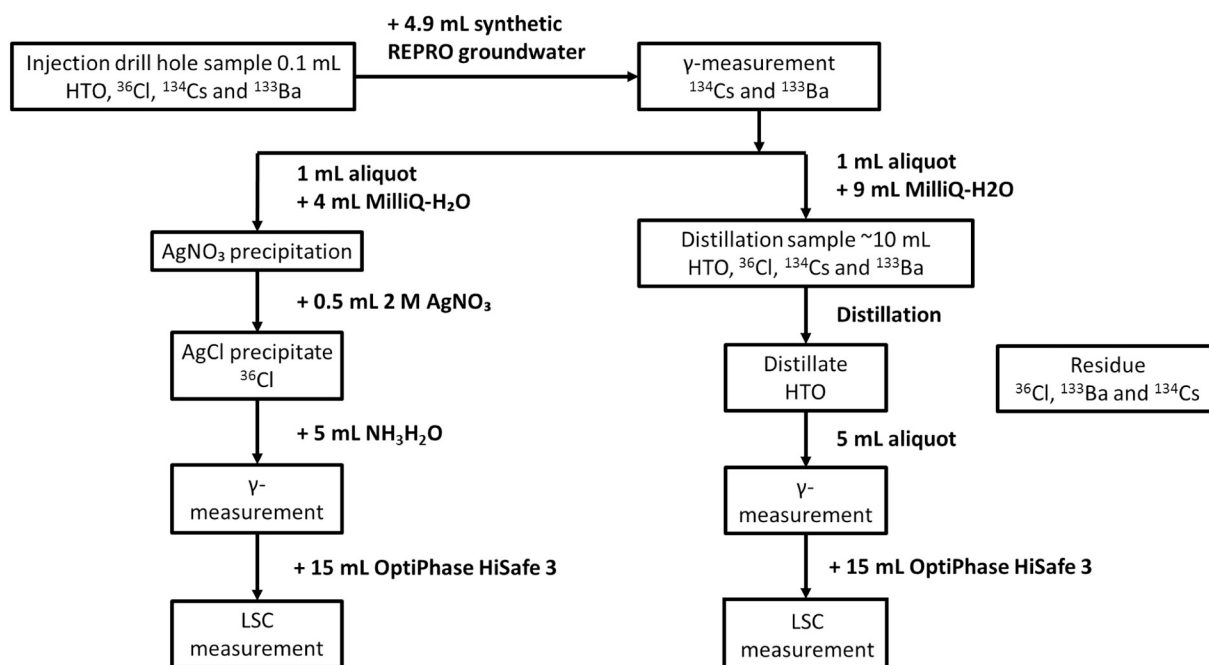 + 4.9 mL synthetic
REPRO groundwater
Injection drill hole sample 0.1 mL
HTO, ³⁶Cl, ¹³⁴Cs and ¹³³Ba
γ-measurement
¹³⁴Cs and ¹³³Ba
1 mL aliquot
+ 4 mL MilliQ-H₂O
1 mL aliquot
+ 9 mL MilliQ-H2O
AgNO₃ precipitation
Distillation sample ~10 mL
HTO, ³⁶Cl, ¹³⁴Cs and ¹³³Ba
+ 0.5 mL 2 M AgNO₃
Distillation
AgCl precipitate
³⁶Cl
Distillate
HTO
Residue
³⁶Cl, ¹³³Ba and ¹³⁴Cs
+ 5 mL NH₃H₂O
5 mL aliquot
γ-
measurement
γ-
measurement
+ 15 mL OptiPhase HiSafe 3
+ 15 mL OptiPhase HiSafe 3
LSC
measurement
LSC
measurement